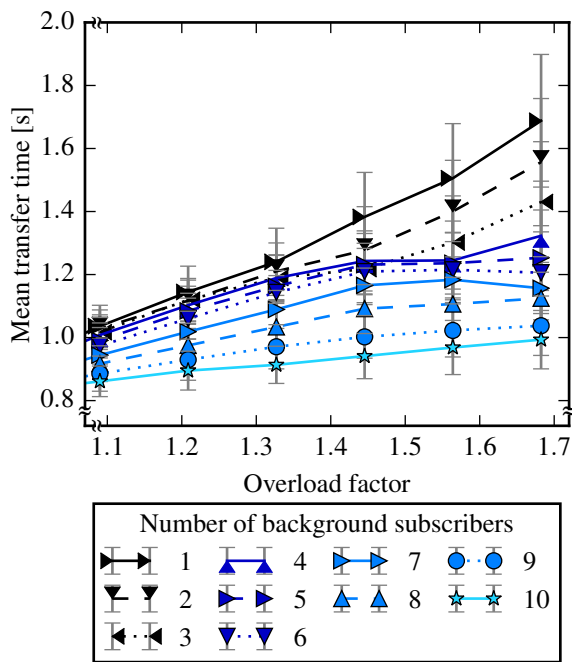 2.0
1.8
1.6
1.4
1.2
1.0
0.8
Mean transfer time [s]
1.1 1.2 1.3 1.4 1.5 1.6 1.7
Overload factor
Number of background subscribers
1 4 7 9
2 5 8 10
3 6